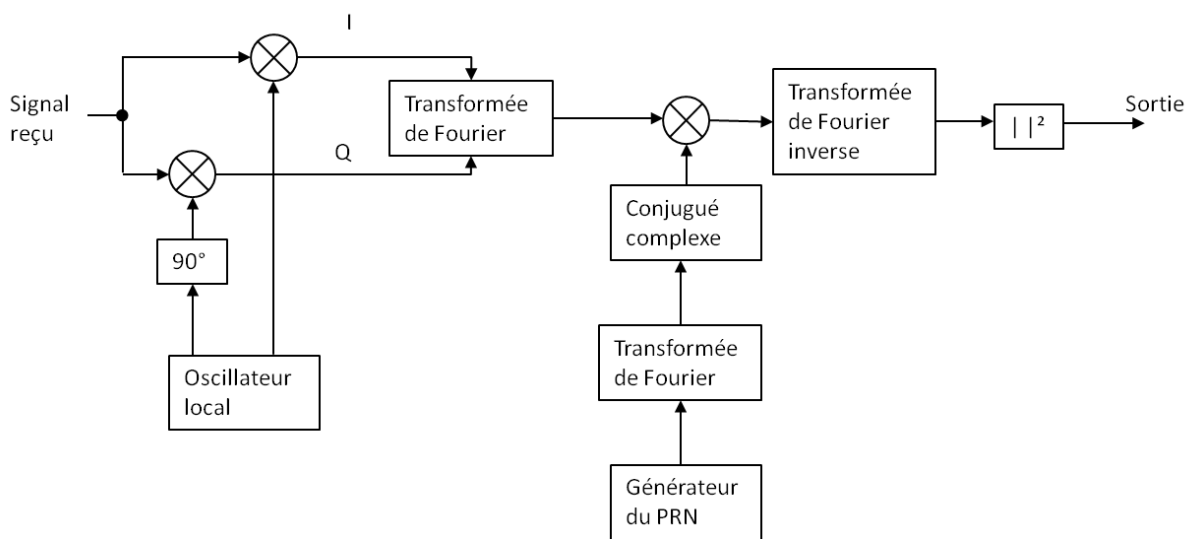 I
Signal
reçu
Transformée
de Fourier
Transformée
de Fourier
inverse
| |²
Sortie
Q
Conjugué
complexe
90°
Transformée
de Fourier
Oscillateur
local
Générateur
du PRN